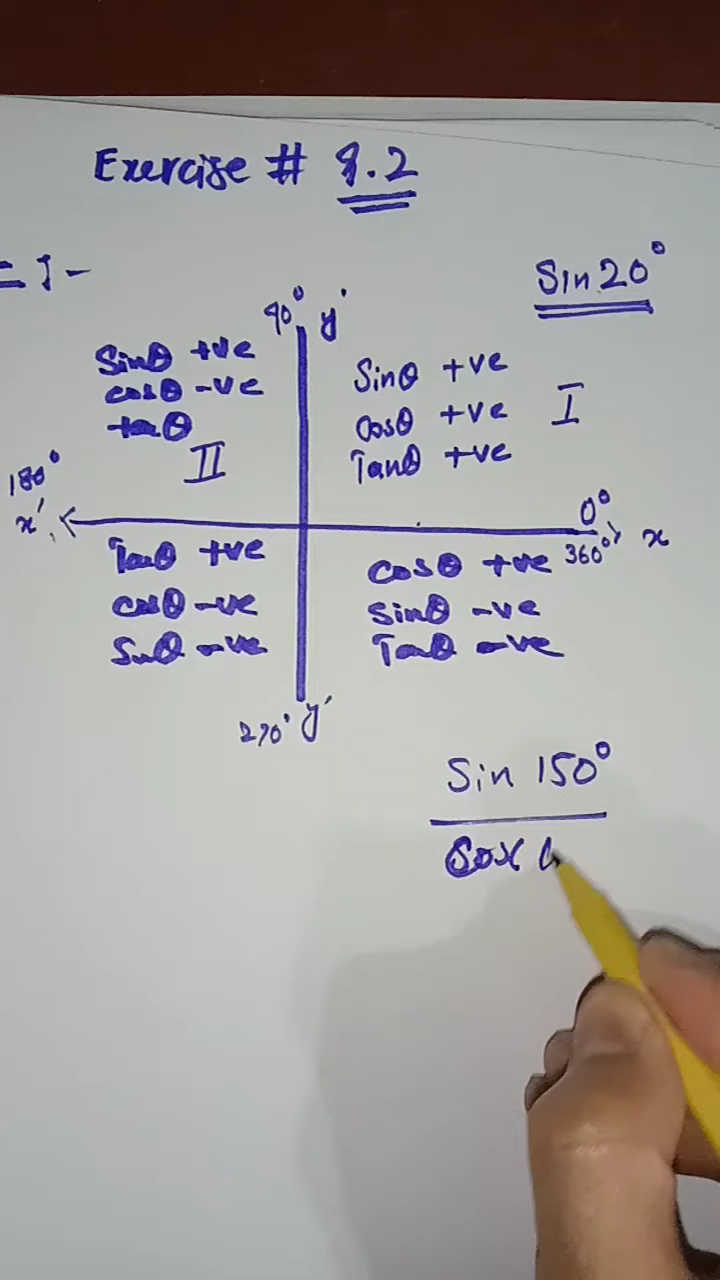 Exercise # 9.2
Sin 20°
90° y
Sinθ +ve
cosθ -ve
tanθ
II
Sinθ +ve
Cosθ +ve
Tanθ +ve
I
180°
x'
0°
360°
x
Tanθ +ve
cosθ -ve
Sinθ -ve
cosθ +ve
sinθ -ve
Tanθ -ve
270° y'
Sin 150°